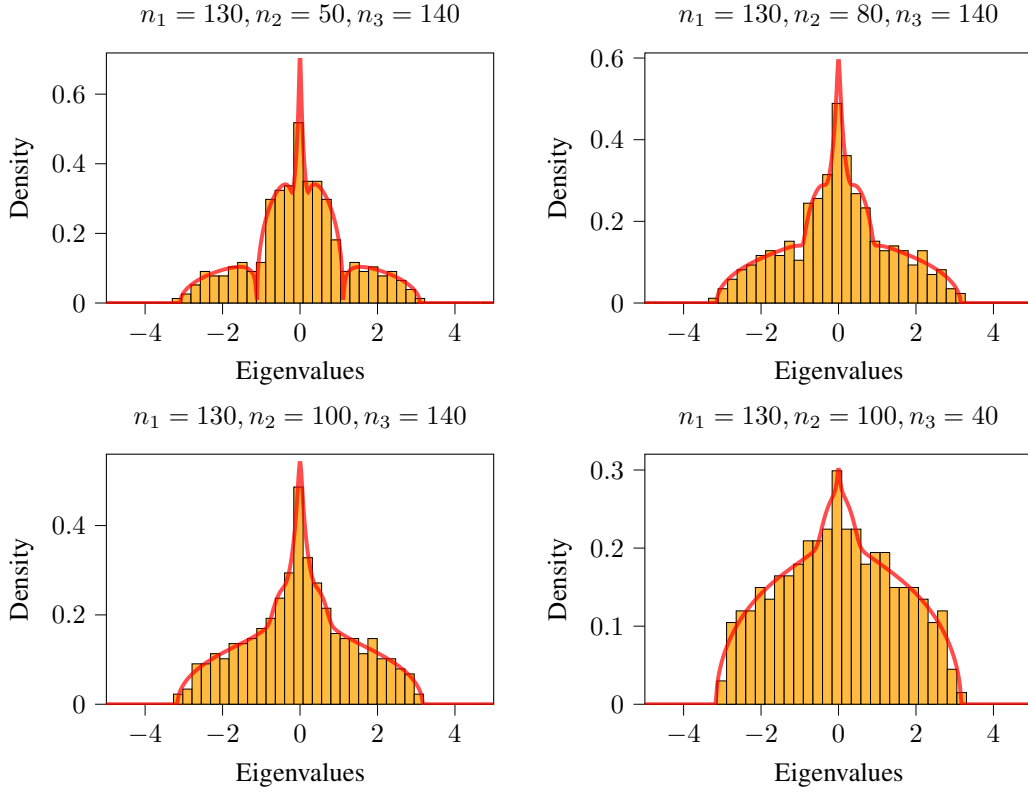 n₁ = 130, n₂ = 50, n₃ = 140
0.6
0.4
0.2
0
Density
−4 −2 0 2 4
Eigenvalues
n₁ = 130, n₂ = 80, n₃ = 140
0.6
0.4
0.2
0
Density
−4 −2 0 2 4
Eigenvalues
n₁ = 130, n₂ = 100, n₃ = 140
0.4
0.2
0
Density
−4 −2 0 2 4
Eigenvalues
n₁ = 130, n₂ = 100, n₃ = 40
0.3
0.2
0.1
0
Density
−4 −2 0 2 4
Eigenvalues